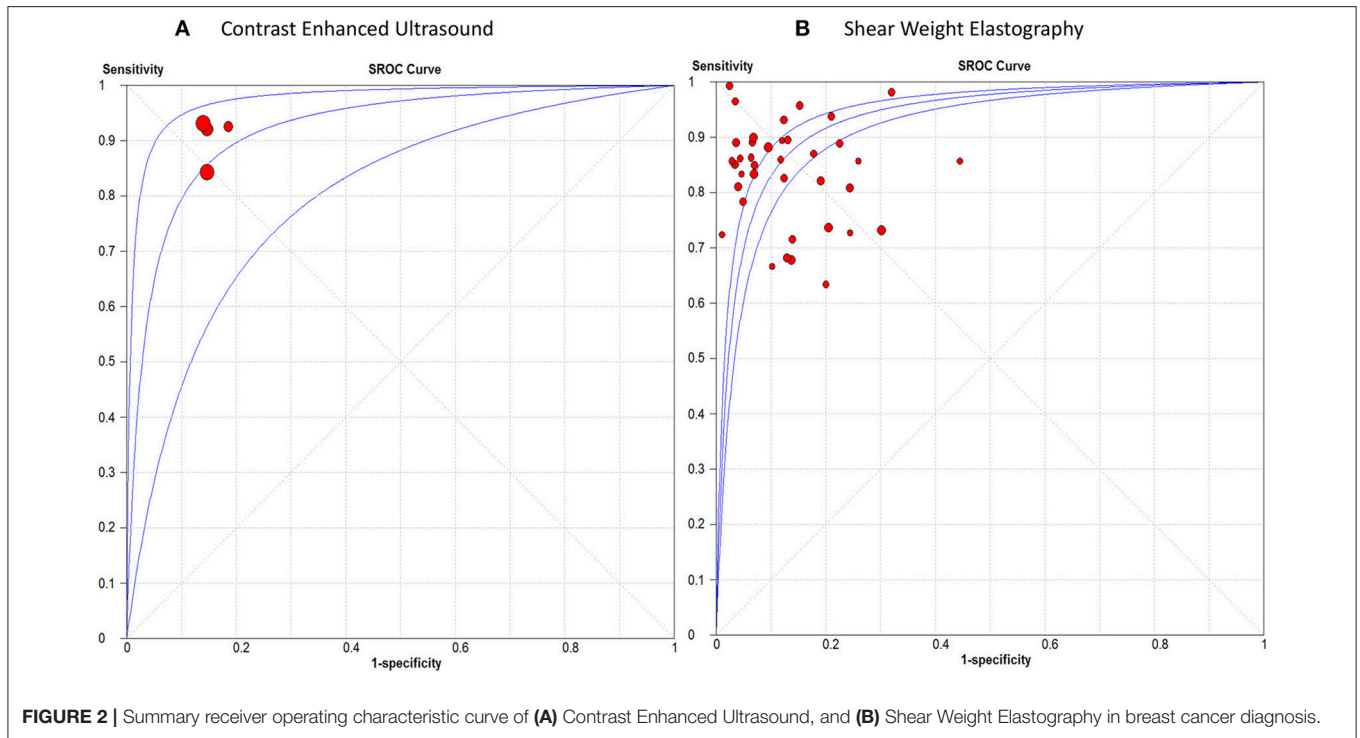 A Contrast Enhanced Ultrasound
Sensitivity SROC Curve
1
0.9
0.8
0.7
0.6
0.5
0.4
0.3
0.2
0.1
0
0 0.2 0.4 0.6 0.8 1
1-specificity
B Shear Weight Elastography
Sensitivity SROC Curve
1
0.9
0.8
0.7
0.6
0.5
0.4
0.3
0.2
0.1
0
0 0.2 0.4 0.6 0.8 1
1-specificity
FIGURE 2 | Summary receiver operating characteristic curve of (A) Contrast Enhanced Ultrasound, and (B) Shear Weight Elastography in breast cancer diagnosis.